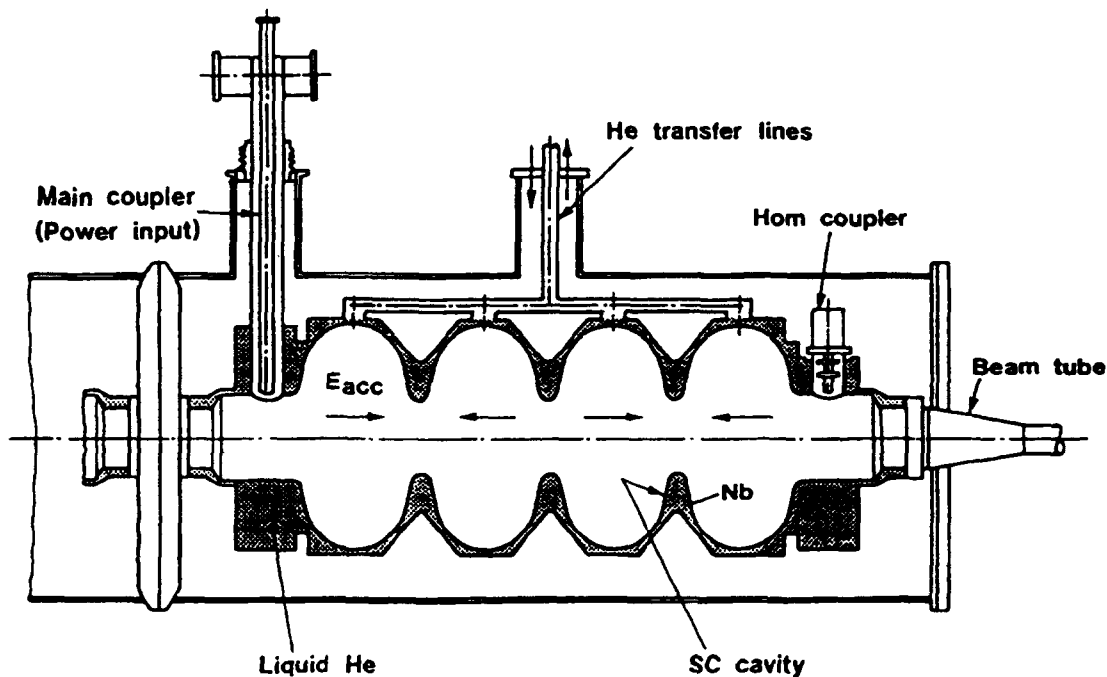 He transfer lines
Main coupler
(Power input)
Hom coupler
Beam tube
Eacc
Nb
Liquid He
SC cavity